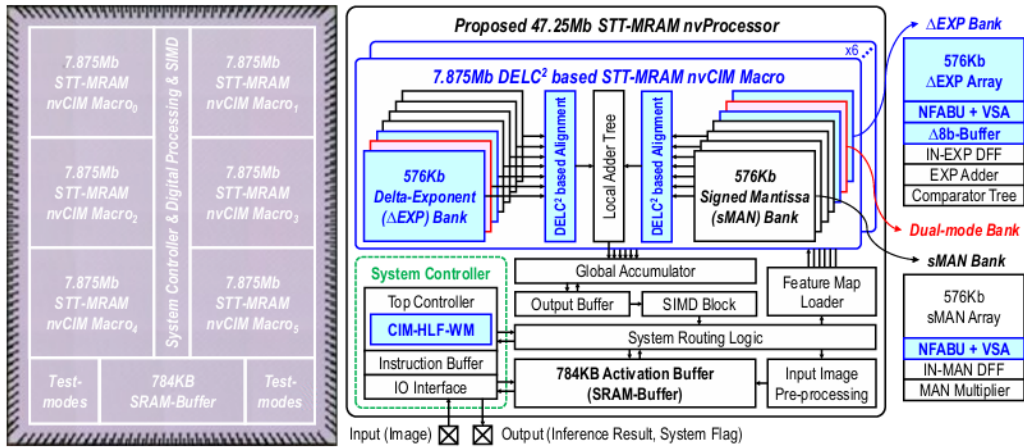 7.875Mb
STT-MRAM
nvCIM Macro0
System Controller & Digital Processing & SIMD
7.875Mb
STT-MRAM
nvCIM Macro1
7.875Mb
STT-MRAM
nvCIM Macro2
7.875Mb
STT-MRAM
nvCIM Macro3
7.875Mb
STT-MRAM
nvCIM Macro4
7.875Mb
STT-MRAM
nvCIM Macro5
Test-
modes
784KB
SRAM-Buffer
Test-
modes
Proposed 47.25Mb STT-MRAM nvProcessor
x6
7.875Mb DELC² based STT-MRAM nvCIM Macro
576Kb
Delta-Exponent
(ΔEXP) Bank
DELC² based Alignment
Local Adder Tree
DELC² based Alignment
576Kb
Signed Mantissa
(sMAN) Bank
System Controller
Top Controller
CIM-HLF-WM
Instruction Buffer
IO Interface
Global Accumulator
Output Buffer
SIMD Block
Feature Map
Loader
System Routing Logic
784KB Activation Buffer
(SRAM-Buffer)
Input Image
Pre-processing
Input (Image)
Output (Inference Result, System Flag)
ΔEXP Bank
576Kb
ΔEXP Array
NFABU + VSA
Δ8b-Buffer
IN-EXP DFF
EXP Adder
Comparator Tree
Dual-mode Bank
sMAN Bank
576Kb
sMAN Array
NFABU + VSA
IN-MAN DFF
MAN Multiplier